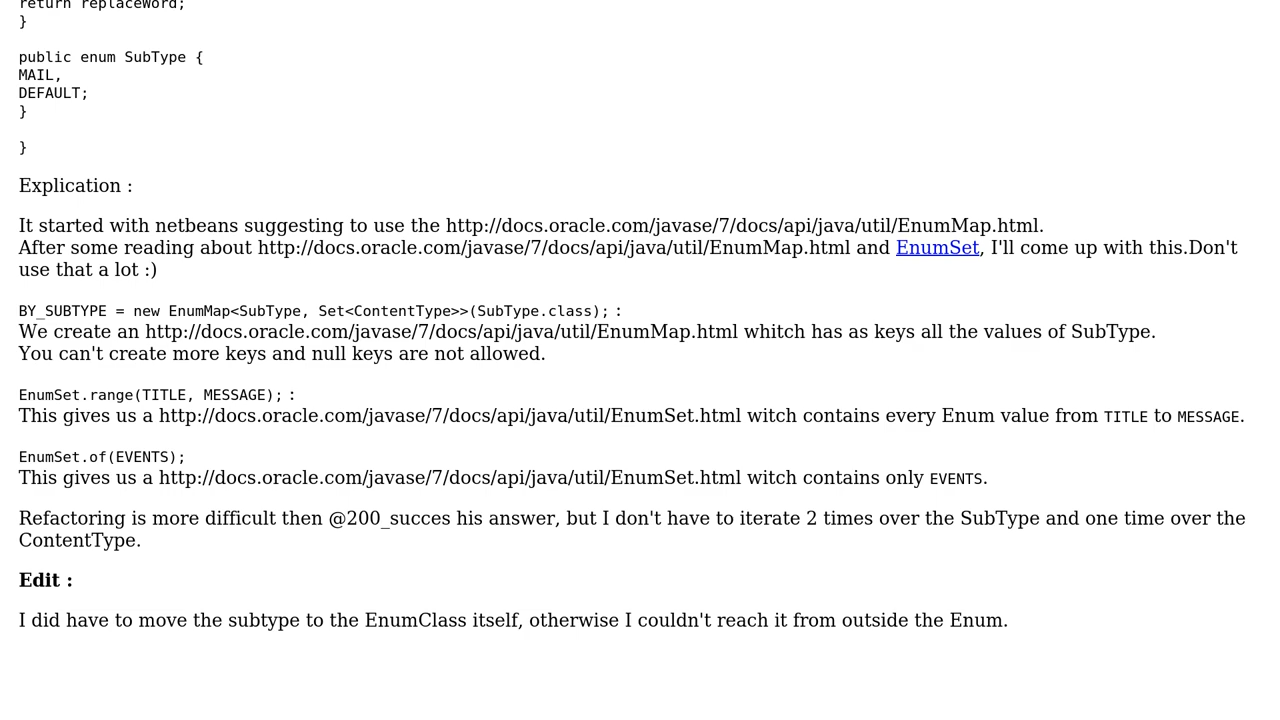 return replaceWord;
}
public enum SubType {
MAIL,
DEFAULT;
}
}
Explication :
It started with netbeans suggesting to use the http://docs.oracle.com/javase/7/docs/api/java/util/EnumMap.html.
After some reading about http://docs.oracle.com/javase/7/docs/api/java/util/EnumMap.html and EnumSet, I'll come up with this.Don't
use that a lot :)
BY_SUBTYPE = new EnumMap<SubType, Set<ContentType>>(SubType.class); :
We create an http://docs.oracle.com/javase/7/docs/api/java/util/EnumMap.html whitch has as keys all the values of SubType.
You can't create more keys and null keys are not allowed.
EnumSet.range(TITLE, MESSAGE); :
This gives us a http://docs.oracle.com/javase/7/docs/api/java/util/EnumSet.html witch contains every Enum value from TITLE to MESSAGE.
EnumSet.of(EVENTS);
This gives us a http://docs.oracle.com/javase/7/docs/api/java/util/EnumSet.html witch contains only EVENTS.
Refactoring is more difficult then @200_succes his answer, but I don't have to iterate 2 times over the SubType and one time over the
ContentType.
Edit :
I did have to move the subtype to the EnumClass itself, otherwise I couldn't reach it from outside the Enum.